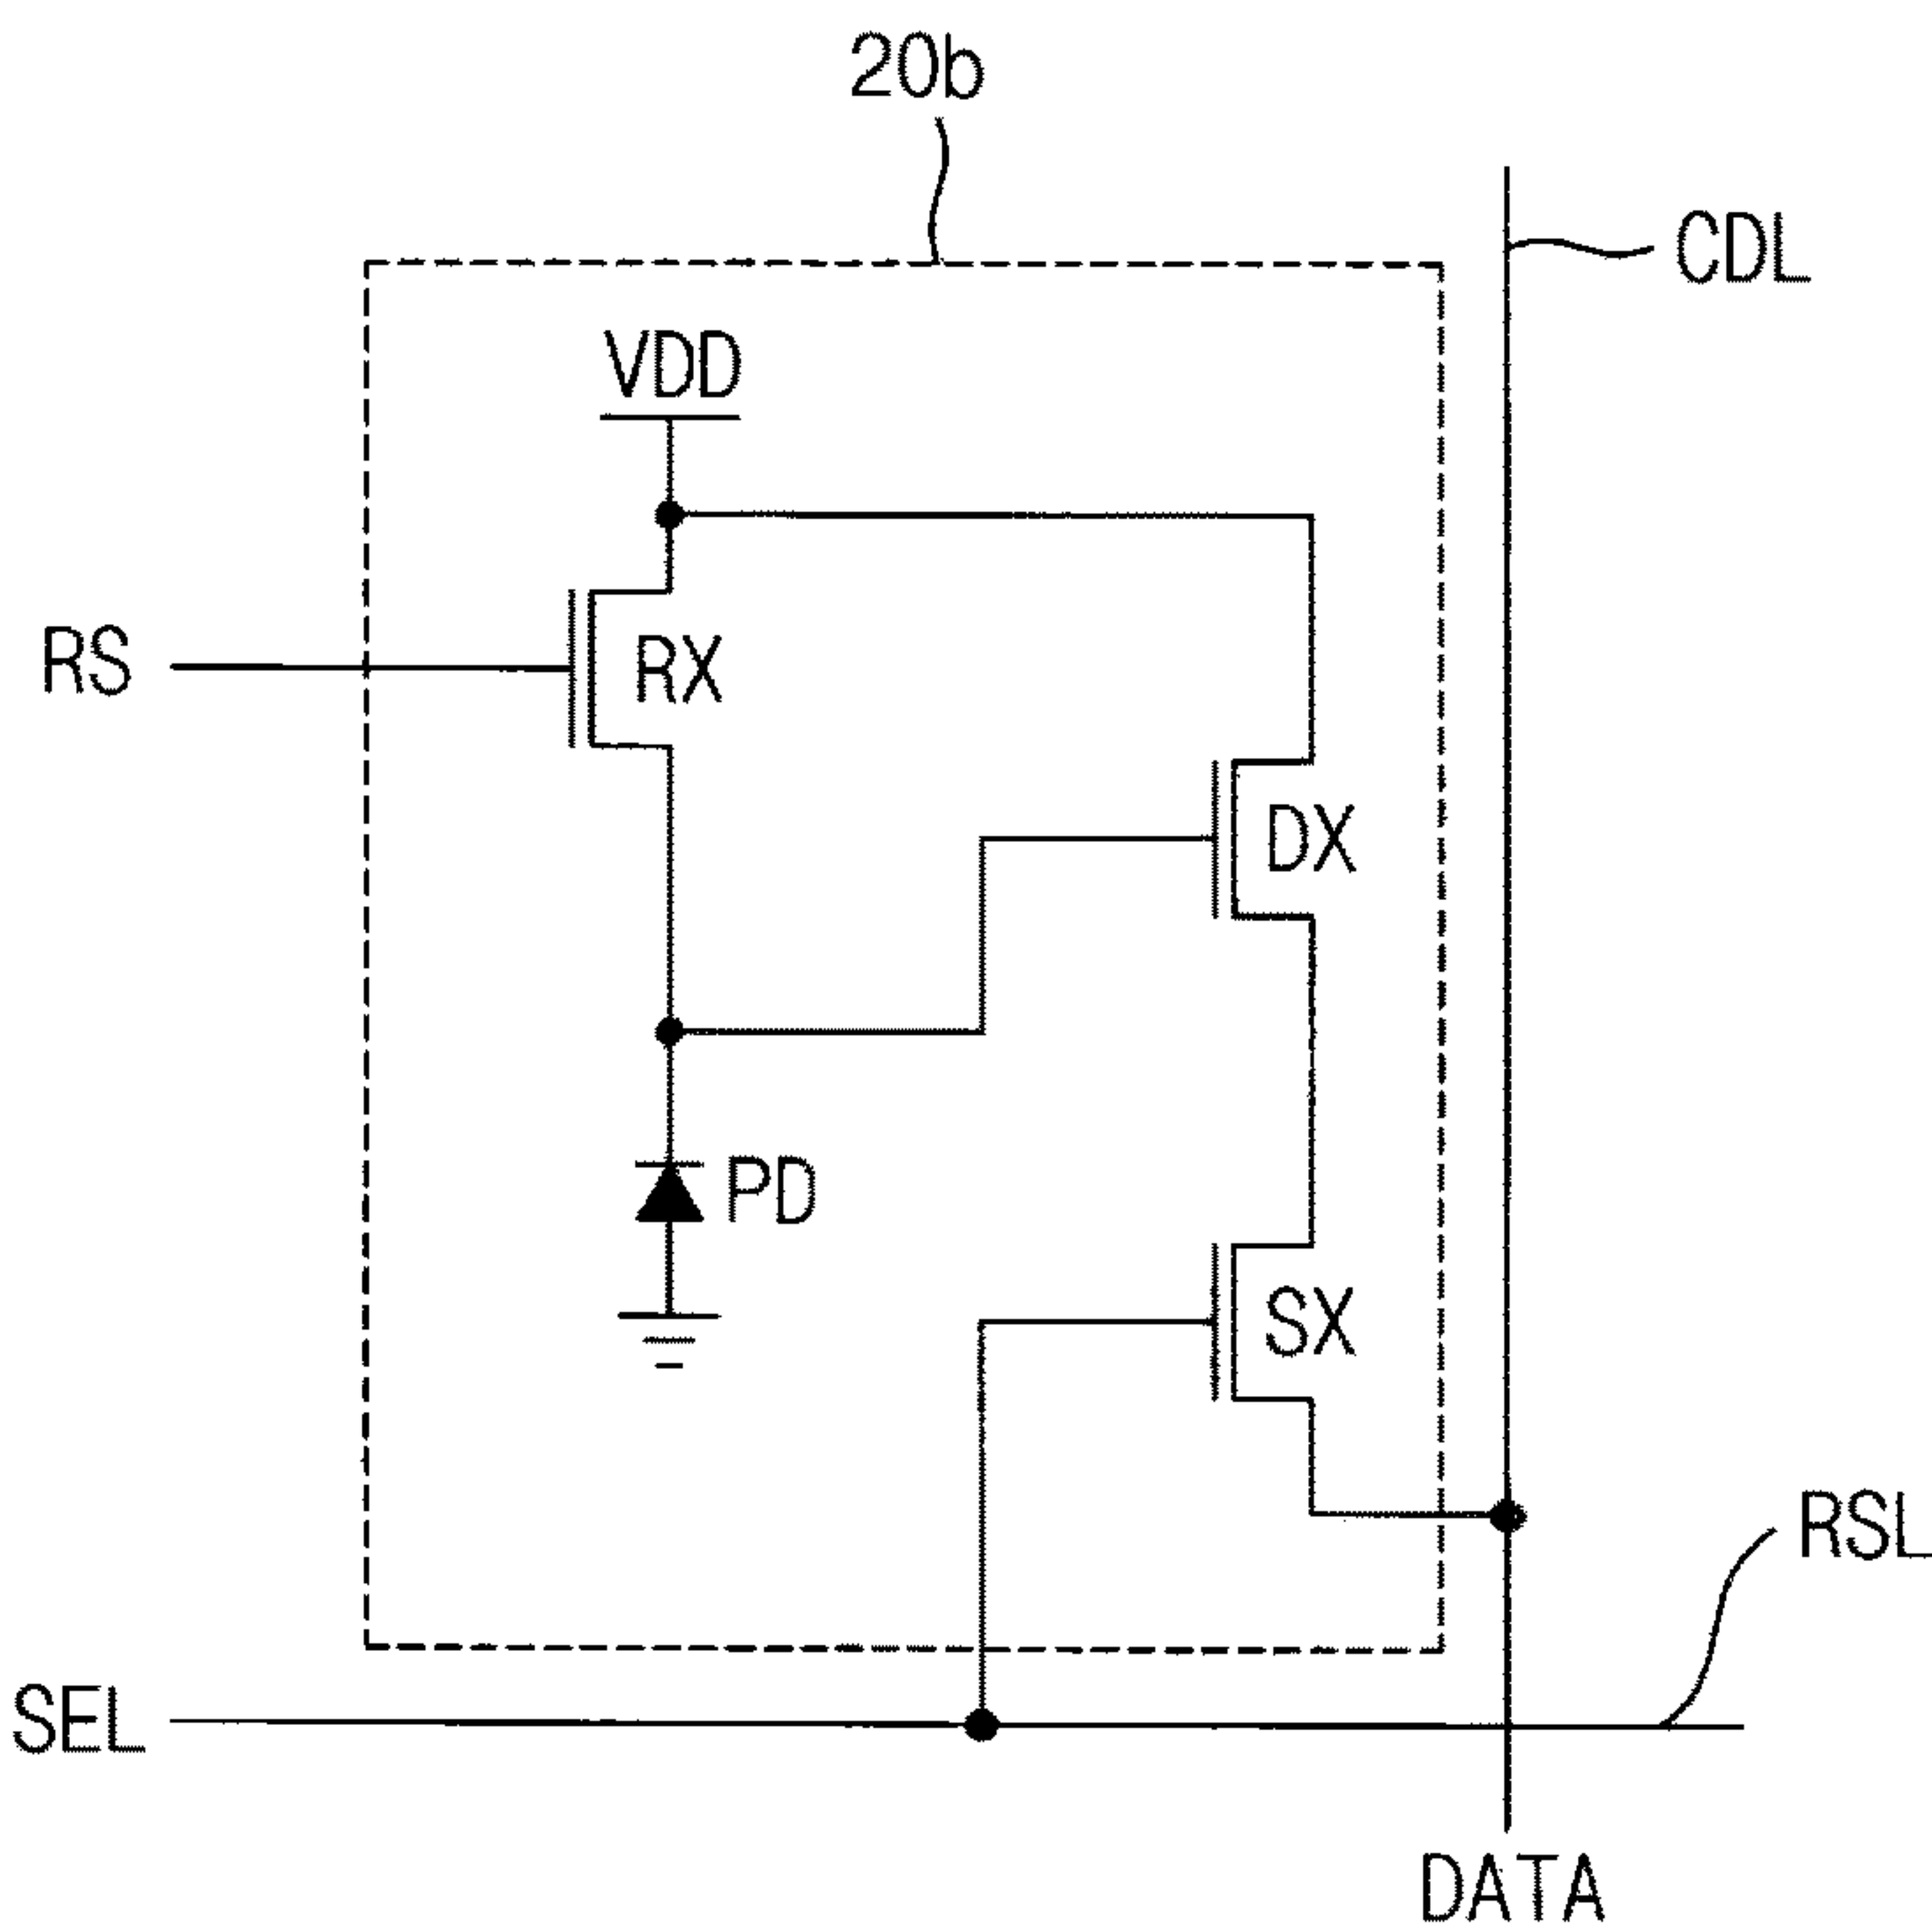 20b
CDL
VDD
RS
RX
DX
PD
SX
RSL
SEL
DATA